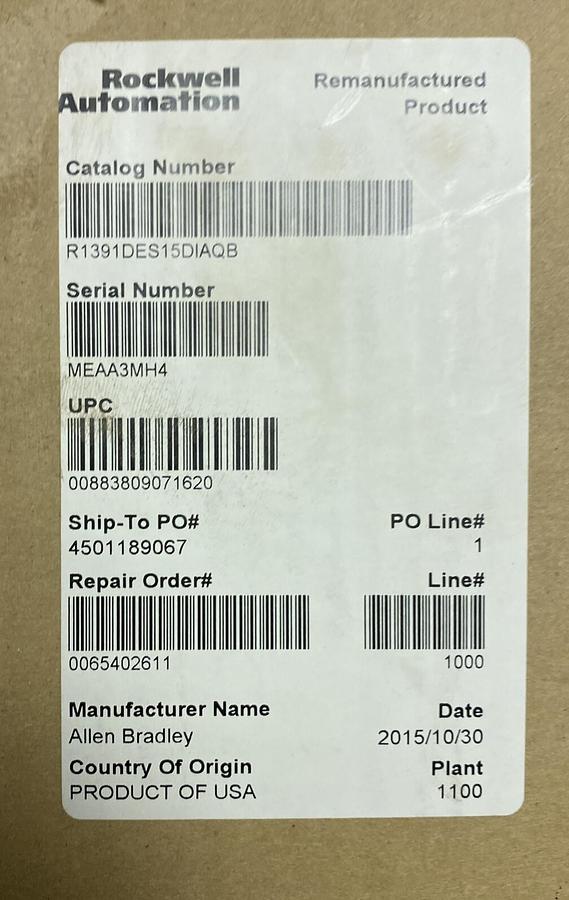 Rockwell
Automation
Remanufactured
Product
Catalog Number
R1391DES15DIAQB
Serial Number
MEAA3MH4
UPC
00883809071620
Ship-To PO# PO Line#
4501189067 1
Repair Order# Line#
0065402611 1000
Manufacturer Name Date
Allen Bradley 2015/10/30
Country Of Origin Plant
PRODUCT OF USA 1100